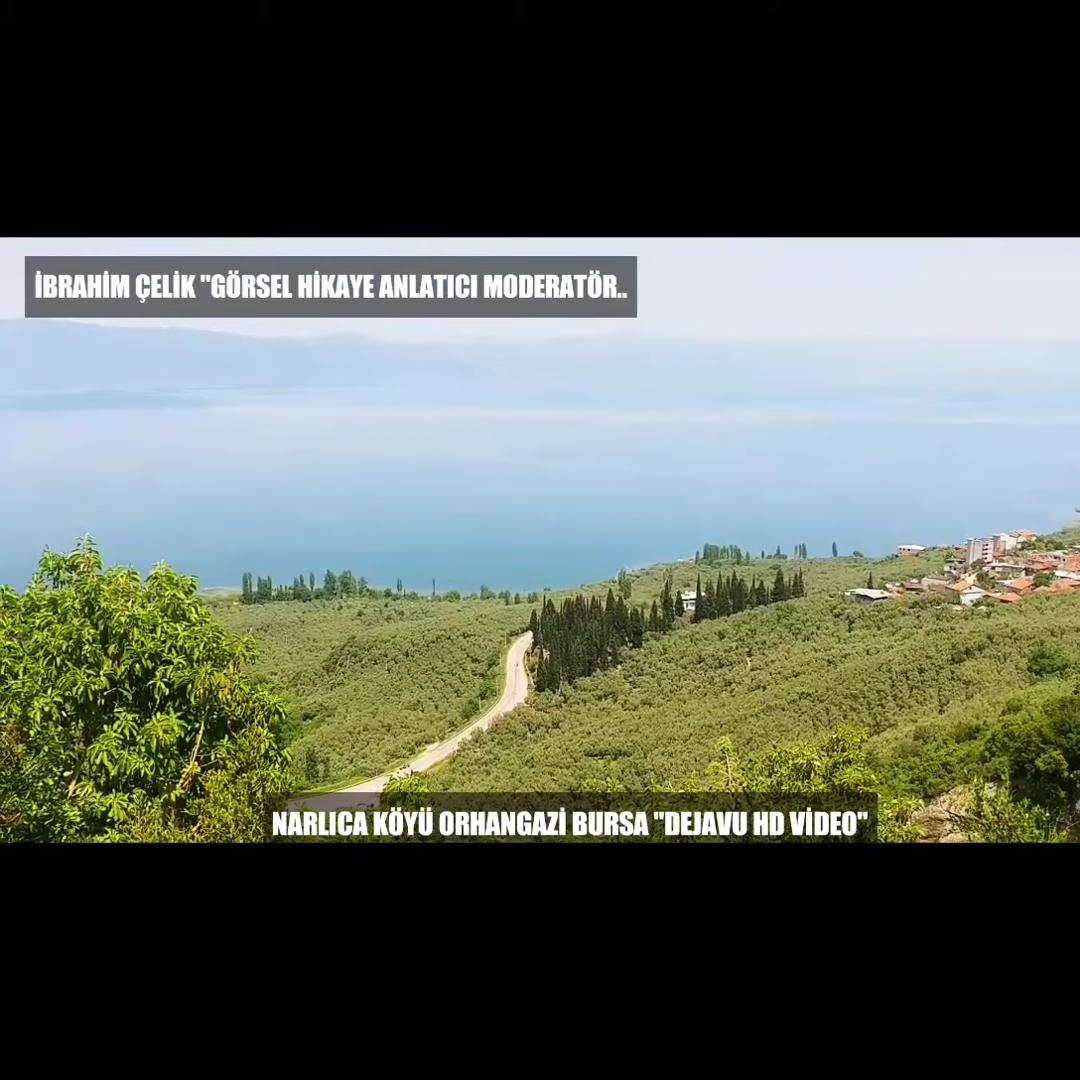 İBRAHİM ÇELİK "GÖRSEL HİKAYE ANLATICI MODERATÖR..
NARLICA KÖYÜ ORHANGAZİ BURSA "DEJAVU HD VİDEO"